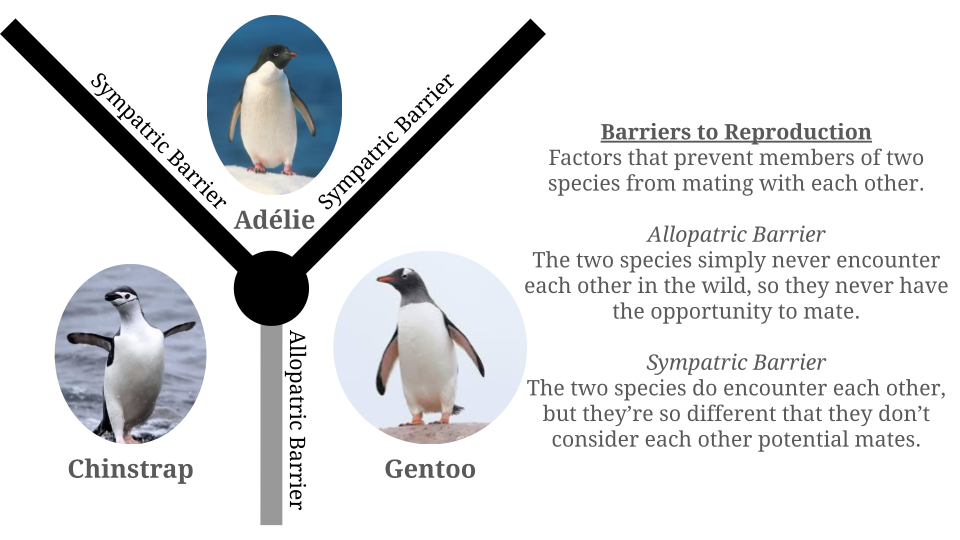 Sympatric Barrier
Sympatric Barrier
Adélie
Chinstrap
Allopatric Barrier
Gentoo
Barriers to Reproduction
Factors that prevent members of two
species from mating with each other.
Allopatric Barrier
The two species simply never encounter
each other in the wild, so they never have
the opportunity to mate.
Sympatric Barrier
The two species do encounter each other,
but they’re so different that they don’t
consider each other potential mates.